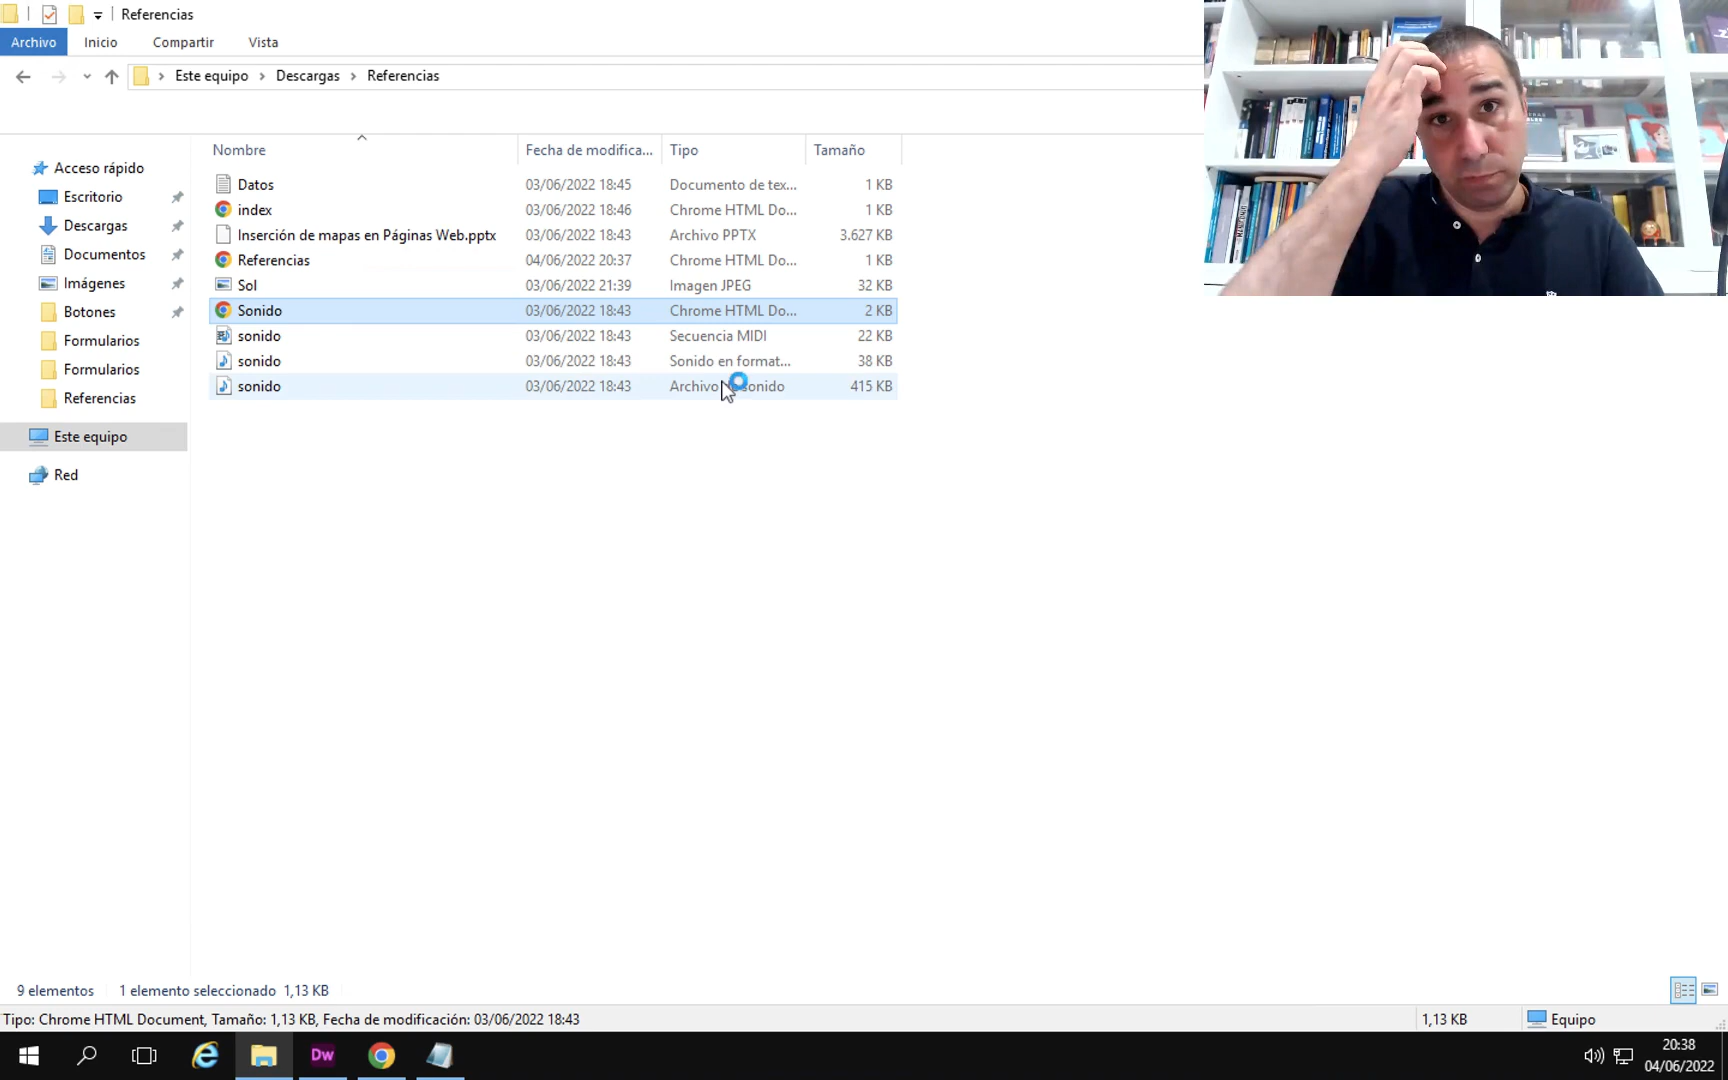 Referencias
Archivo Inicio Compartir Vista
Este equipo Descargas Referencias
Nombre Fecha de modifica... Tipo Tamaño
Acceso rápido
Escritorio
Descargas
Documentos
Imágenes
Botones
Formularios
Formularios
Referencias
Este equipo
Red
Datos 03/06/2022 18:45 Documento de tex... 1 KB
index 03/06/2022 18:46 Chrome HTML Do... 1 KB
Inserción de mapas en Páginas Web.pptx 03/06/2022 18:43 Archivo PPTX 3.627 KB
Referencias 04/06/2022 20:37 Chrome HTML Do... 1 KB
Sol 03/06/2022 21:39 Imagen JPEG 32 KB
Sonido 03/06/2022 18:43 Chrome HTML Do... 2 KB
sonido 03/06/2022 18:43 Secuencia MIDI 22 KB
sonido 03/06/2022 18:43 Sonido en format... 38 KB
sonido 03/06/2022 18:43 Archivo sonido 415 KB
9 elementos 1 elemento seleccionado 1,13 KB
Tipo: Chrome HTML Document, Tamaño: 1,13 KB, Fecha de modificación: 03/06/2022 18:43 1,13 KB Equipo
Dw
20:38
04/06/2022